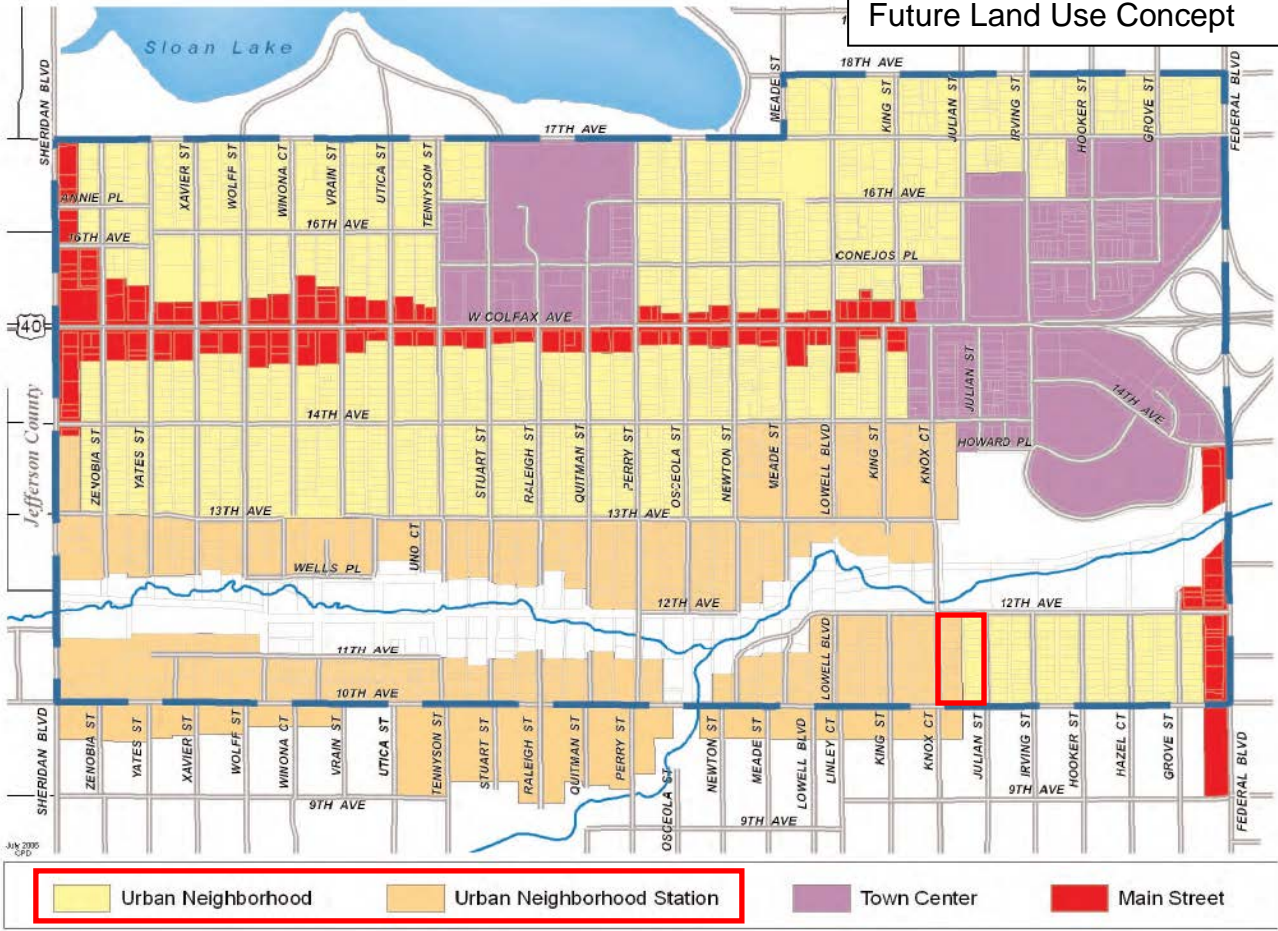 Future Land Use Concept
Sloan Lake
18TH AVE
SHERIDAN BLVD
MEADE ST
KING ST
JULIAN ST
IRVING ST
HOOKER ST
GROVE ST
FEDERAL BLVD
17TH AVE
XAVIER ST
WOLFF ST
WINONA CT
VRAIN ST
UTICA ST
TENNYSON ST
ANNIE PL
16TH AVE
16TH AVE
16TH AVE
CONEJOS PL
40
W COLFAX AVE
Jefferson County
JULIAN ST
14TH AVE
14TH AVE
HOWARD PL
ZENOBIA ST
YATES ST
STUART ST
RALEIGH ST
QUITMAN ST
PERRY ST
OSCEOLA ST
NEWTON ST
MEADE ST
LOWELL BLVD
KING ST
KNOX CT
13TH AVE
13TH AVE
UNO CT
WELLS PL
12TH AVE
12TH AVE
11TH AVE
LOWELL BLVD
10TH AVE
SHERIDAN BLVD
ZENOBIA ST
YATES ST
XAVIER ST
WOLFF ST
WINONA CT
VRAIN ST
UTICA ST
TENNYSON ST
STUART ST
RALEIGH ST
QUITMAN ST
PERRY ST
OSCEOLA ST
NEWTON ST
MEADE ST
LOWELL BLVD
LINLEY CT
KING ST
KNOX CT
JULIAN ST
IRVING ST
HOOKER ST
HAZEL CT
GROVE ST
FEDERAL BLVD
9TH AVE
9TH AVE
9TH AVE
July 2006
CPD
Urban Neighborhood
Urban Neighborhood Station
Town Center
Main Street